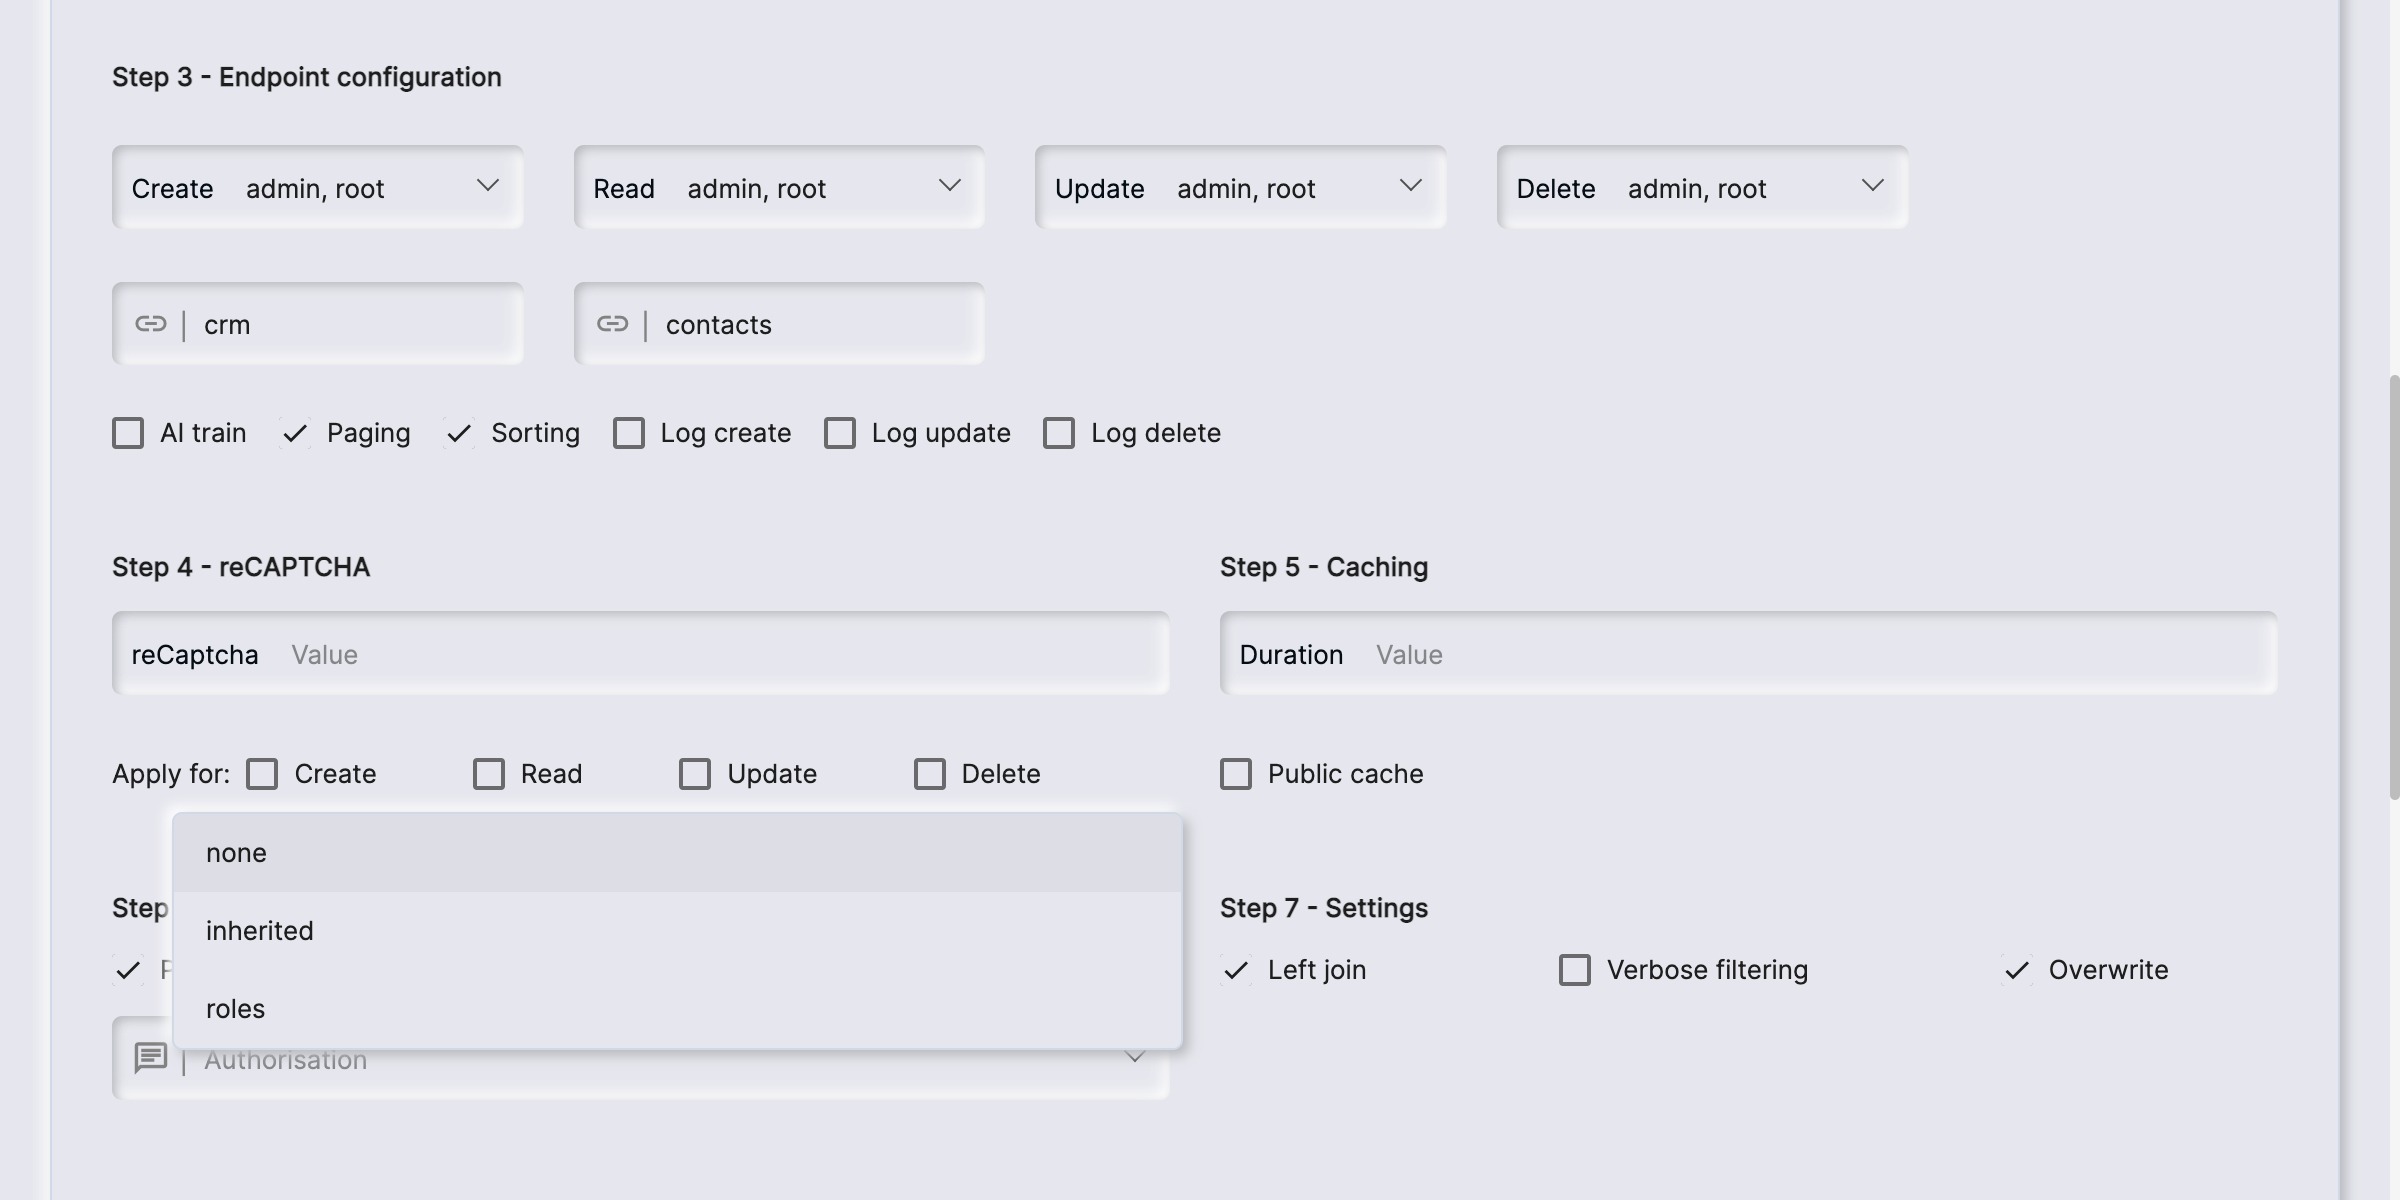 Step 3 - Endpoint configuration
Create admin, root
Read admin, root
Update admin, root
Delete admin, root
crm
contacts
AI train
Paging
Sorting
Log create
Log update
Log delete
Step 4 - reCAPTCHA
reCaptcha Value
Apply for:
Create
Read
Update
Delete
Step 5 - Caching
Duration Value
Public cache
Step
none
inherited
roles
Authorisation
Step 7 - Settings
Left join
Verbose filtering
Overwrite